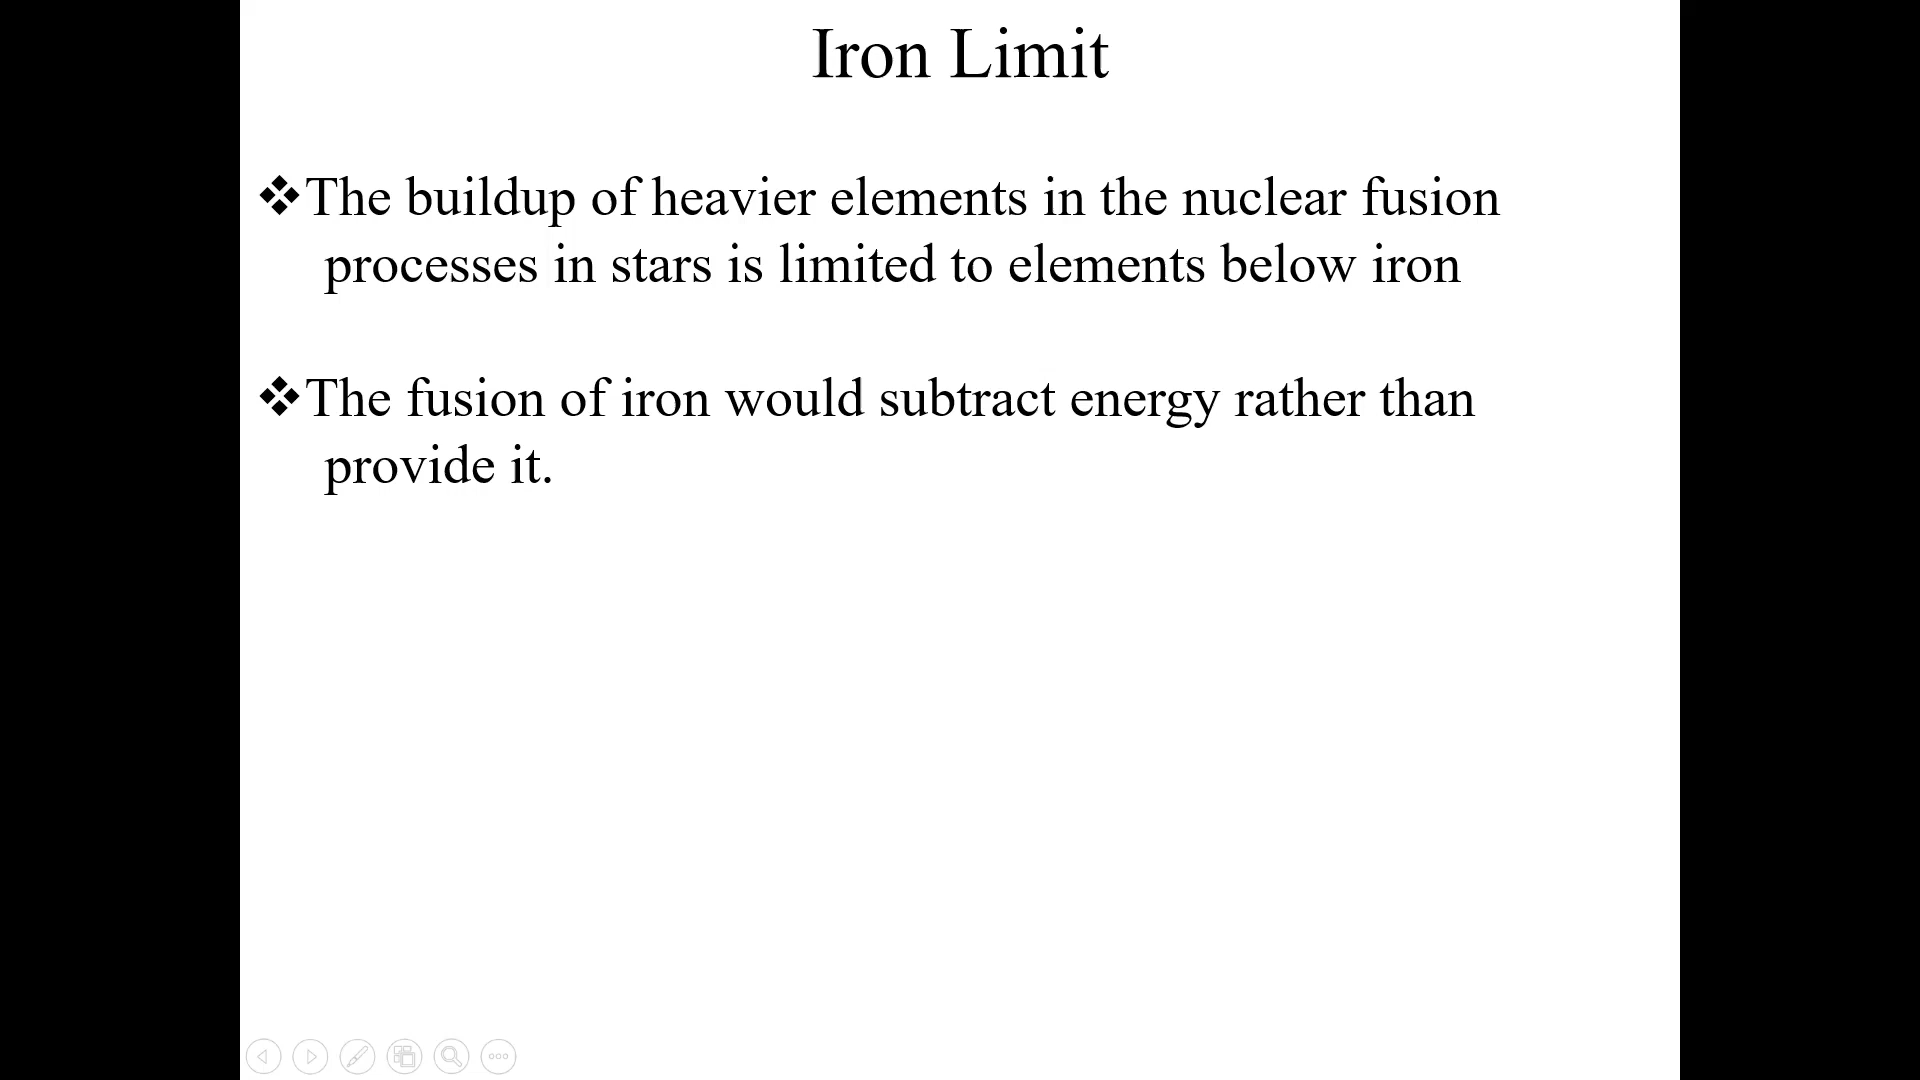 Iron Limit
❖The buildup of heavier elements in the nuclear fusion
processes in stars is limited to elements below iron
❖The fusion of iron would subtract energy rather than
provide it.